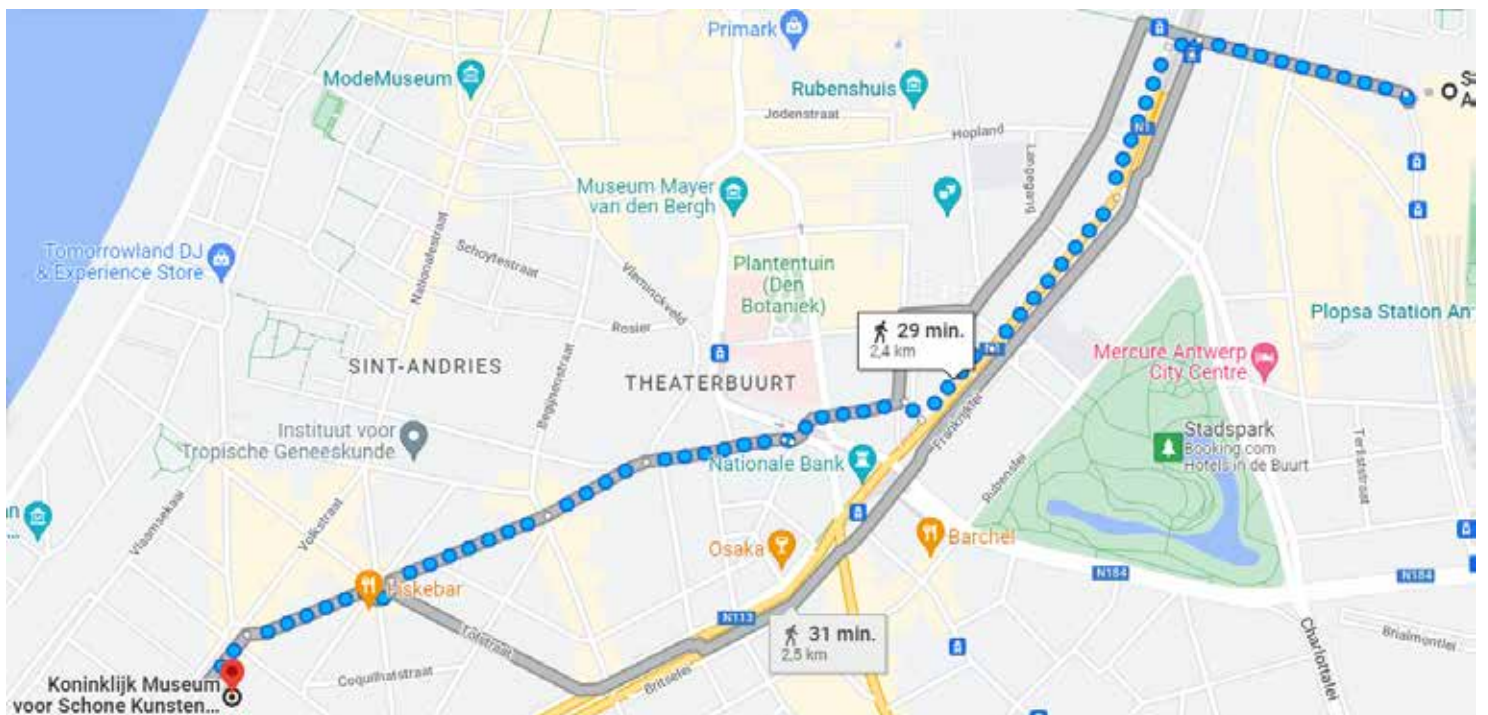 Primark
ModeMuseum
Rubenshuis
Jodenstraat
Hopland
N1
Langegang
Museum Mayer
van den Bergh
Nationalestraat
Tomorrowland DJ
& Experience Store
Schoytestraat
Vleminckveld
Plantentuin
(Den
Botaniek)
Rosier
29 min.
2,4 km
Plopsa Station An
Mercure Antwerp
City Centre
SINT-ANDRIES
THEATERBUURT
Begijnenstraat
Frankrijklei
Instituut voor
Tropische Geneeskunde
Nationale Bank
Stadspark
Booking.com
Hotels in de Buurt
Rubenslei
Vlaamsekaai
Volkstraat
Osaka
Barchel
Fiskebar
N184
N184
N113
31 min.
2,5 km
Tolstraat
Charlottalei
Brialmontlei
Coquilhatstraat
Britselei
Koninklijk Museum
voor Schone Kunsten...